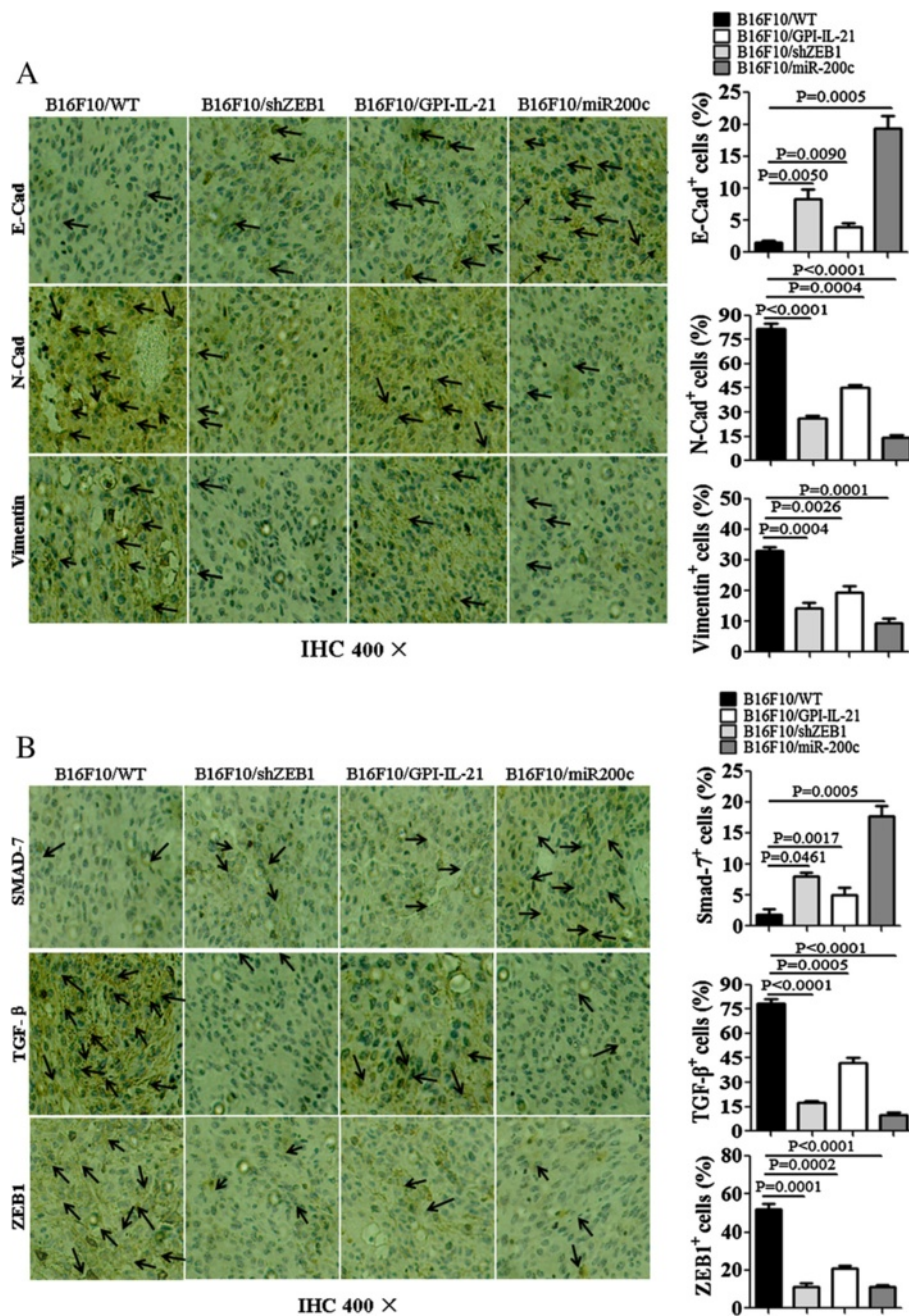 A
B16F10/WT
B16F10/GPI-IL-21
B16F10/shZEB1
B16F10/miR-200c
B16F10/WT B16F10/shZEB1 B16F10/GPI-IL-21 B16F10/miR200c
E-Cad
N-Cad
Vimentin
IHC 400 ×
E-Cad+ cells (%)
25
20
15
10
5
0
P=0.0005
P=0.0090
P=0.0050
N-Cad+ cells (%)
90
75
60
45
30
15
0
P<0.0001
P=0.0004
P<0.0001
Vimentin+ cells (%)
50
40
30
20
10
0
P=0.0001
P=0.0026
P=0.0004
B
B16F10/WT
B16F10/GPI-IL-21
B16F10/shZEB1
B16F10/miR-200c
B16F10/WT B16F10/shZEB1 B16F10/GPI-IL-21 B16F10/miR200c
SMAD-7
TGF-β
ZEB1
IHC 400 ×
Smad-7+ cells (%)
25
20
15
10
5
0
P=0.0005
P=0.0017
P=0.0461
TGF-β+ cells (%)
90
75
60
45
30
15
0
P<0.0001
P=0.0005
P<0.0001
ZEB1+ cells (%)
80
60
40
20
0
P<0.0001
P=0.0002
P=0.0001